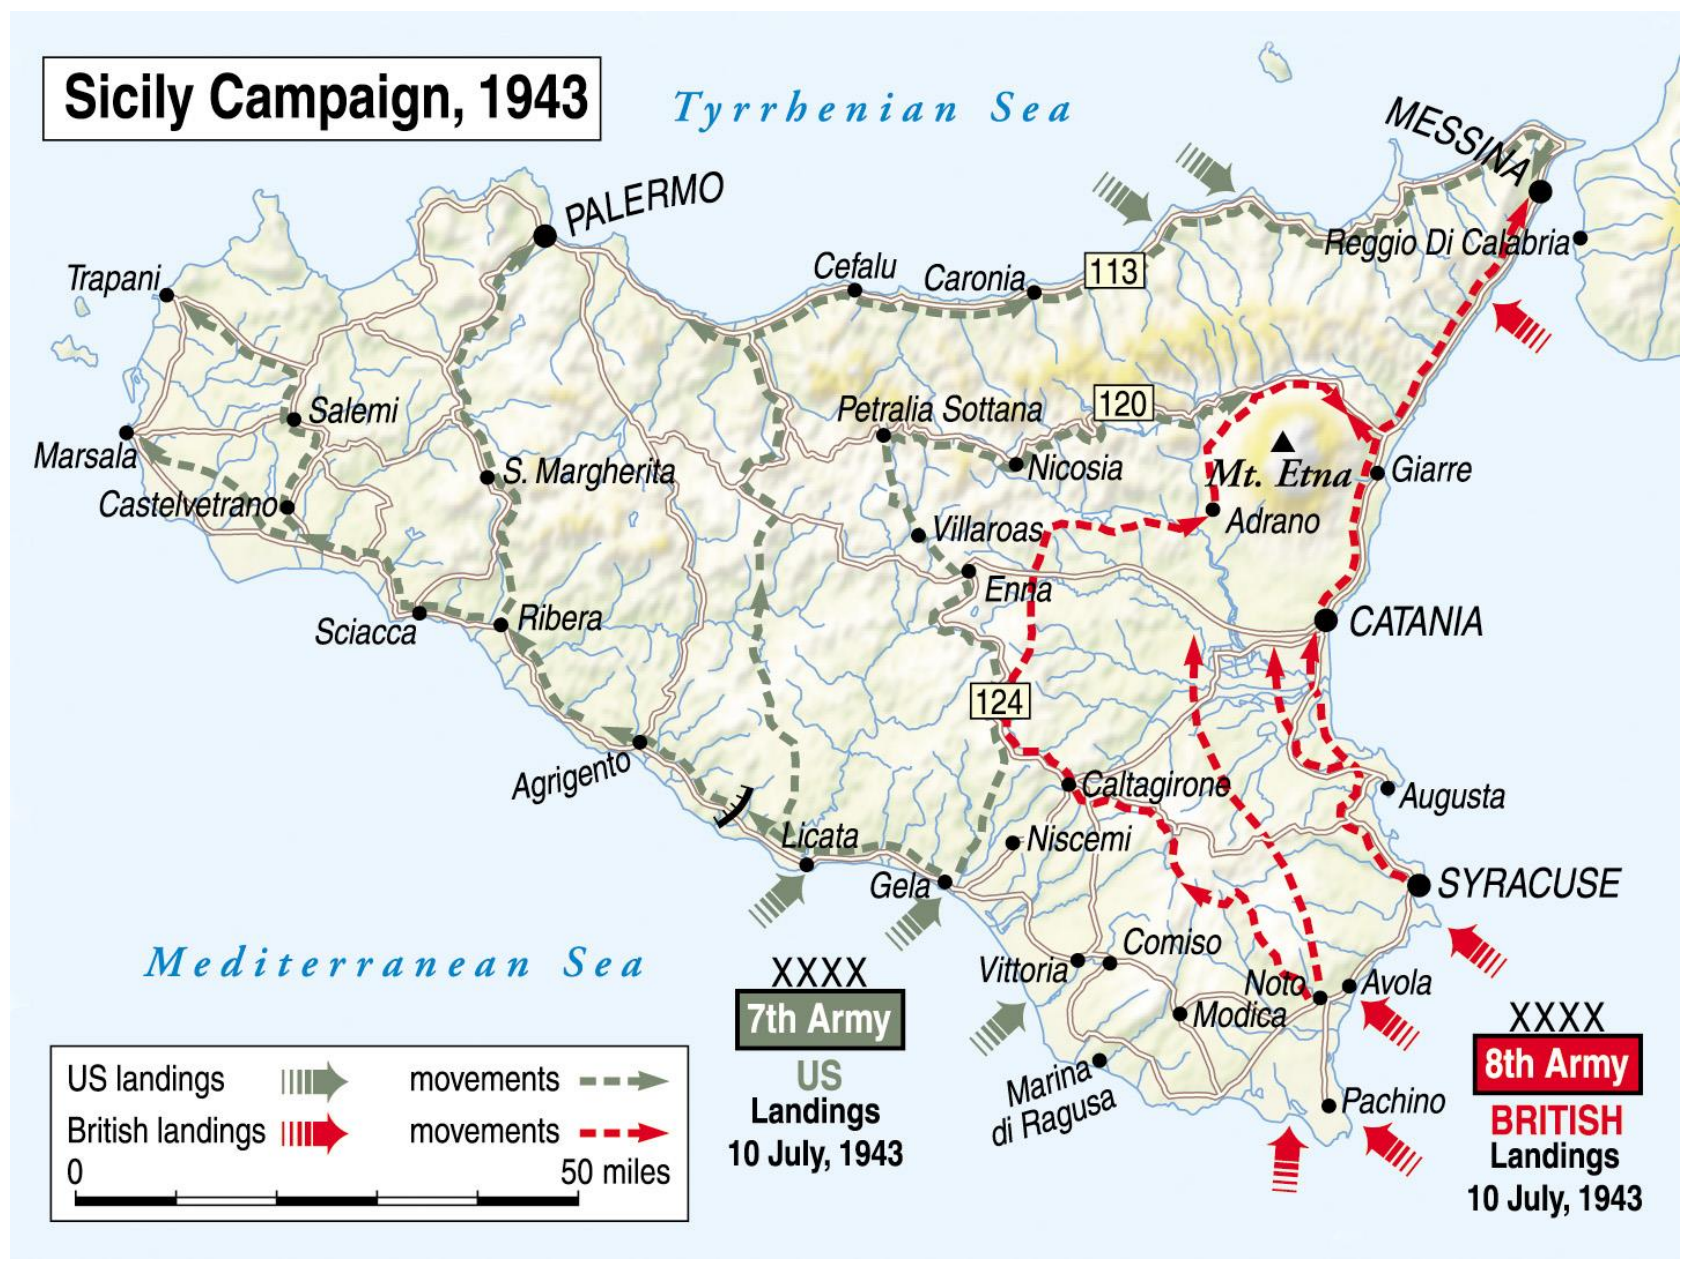 Sicily Campaign, 1943
Tyrrhenian Sea
MESSINA
PALERMO
Reggio Di Calabria
Trapani
Cefalu
Caronia
113
Salemi
Petralia Sottana
120
Marsala
S. Margherita
Nicosia
Mt. Etna
Giarre
Castelvetrano
Villaroas
Adrano
Enna
Sciacca
Ribera
CATANIA
124
Agrigento
Caltagirone
Augusta
Licata
Niscemi
Gela
SYRACUSE
Mediterranean Sea
Comiso
Vittoria
Noto
Avola
Modica
Marina
di Ragusa
Pachino
XXXX
7th Army
US
Landings
10 July, 1943
XXXX
8th Army
BRITISH
Landings
10 July, 1943
US landings
movements
British landings
movements
0
50 miles